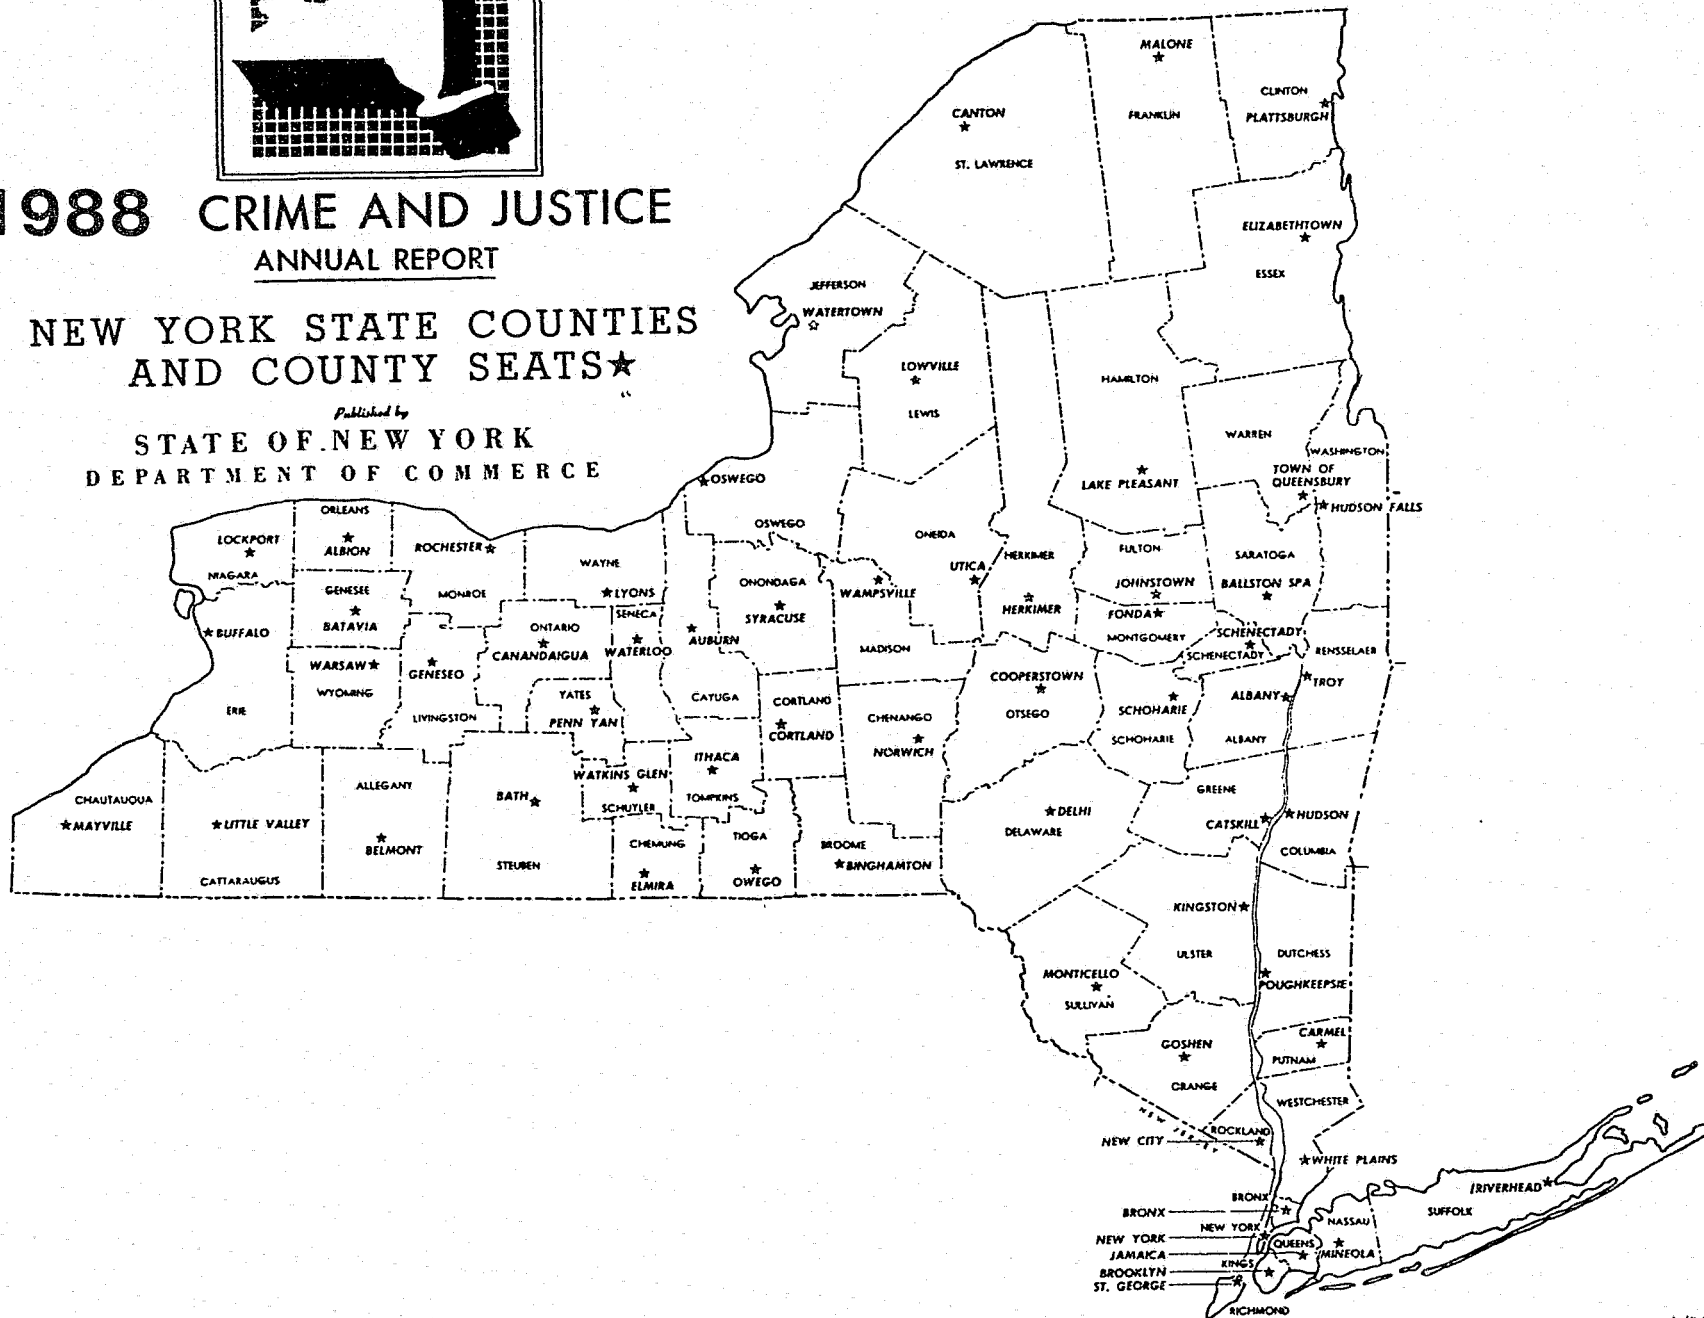 1988 CRIME AND JUSTICE
ANNUAL REPORT
NEW YORK STATE COUNTIES
AND COUNTY SEATS★
Published by
STATE OF NEW YORK
DEPARTMENT OF COMMERCE
MALONE
FRANKLIN
CLINTON
PLATTSBURGH
CANTON
ST. LAWRENCE
ELIZABETHTOWN
ESSEX
JEFFERSON
WATERTOWN
LOWVILLE
LEWIS
HAMILTON
LAKE PLEASANT
WARREN
WASHINGTON
TOWN OF
QUEENSBURY
HUDSON FALLS
OSWEGO
OSWEGO
ONEIDA
UTICA
HERKIMER
HERKIMER
FULTON
JOHNSTOWN
FONDA
MONTGOMERY
SARATOGA
BALLSTON SPA
SCHENECTADY
SCHENECTADY
RENSSELAER
TROY
ALBANY
ALBANY
SCHOHARIE
SCHOHARIE
COOPERSTOWN
OTSEGO
WAMPSVILLE
MADISON
ONONDAGA
SYRACUSE
AUBURN
CAYUGA
CORTLAND
CORTLAND
CHENANGO
NORWICH
LOCKPORT
NIAGARA
ORLEANS
ALBION
ROCHESTER
MONROE
WAYNE
LYONS
GENESEE
BATAVIA
BUFFALO
ERIE
WARSAW
WYOMING
GENESEO
LIVINGSTON
ONTARIO
CANANDAIGUA
SENECA
WATERLOO
YATES
PENN YAN
ITHACA
TOMPKINS
WATKINS GLEN
SCHUYLER
CHAUTAUQUA
MAYVILLE
LITTLE VALLEY
CATTARAUGUS
ALLEGANY
BELMONT
BATH
STEUBEN
CHEMUNG
ELMIRA
TIOGA
OWEGO
BROOME
BINGHAMTON
DELHI
DELAWARE
GREENE
CATSKILL
HUDSON
COLUMBIA
KINGSTON
ULSTER
DUTCHESS
POUGHKEEPSIE
MONTICELLO
SULLIVAN
GOSHEN
ORANGE
CARMEL
PUTNAM
WESTCHESTER
NEW JERSEY
ROCKLAND
NEW CITY
WHITE PLAINS
BRONX
BRONX
NEW YORK
NEW YORK
JAMAICA
QUEENS
NASSAU
MINEOLA
RIVERHEAD
SUFFOLK
KINGS
BROOKLYN
ST. GEORGE
RICHMOND